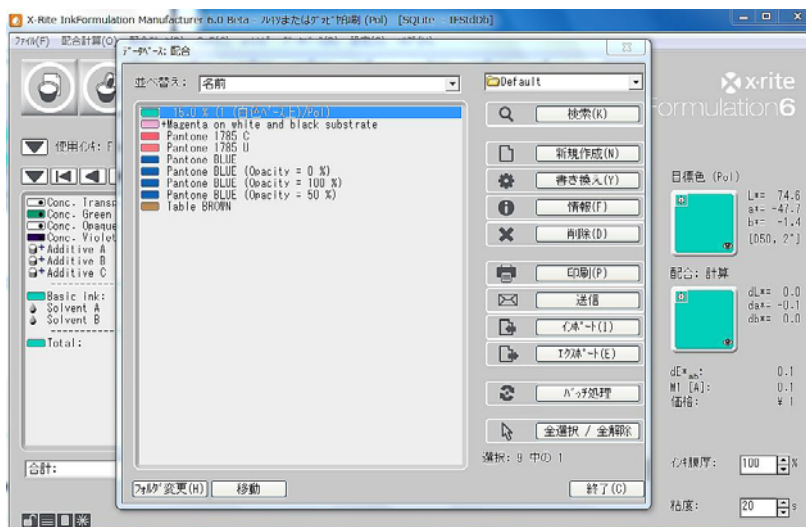 X-Rite InkFormulation Manufacturer 6.0 Beta - フレキソまたはグラビヤ印刷 (Pol) [SQLite - IFStdDb]
ファイル(F) 配合計算(O)
データベース: 配合
並べ替え: 名前
Default
15.0 % (1 (白色ベース上)/Pol)
+Magenta on white and black substrate
Pantone 1785 C
Pantone 1785 U
Pantone BLUE
Pantone BLUE (Opacity = 0 %)
Pantone BLUE (Opacity = 100 %)
Pantone BLUE (Opacity = 50 %)
Table BROWN
検索(K)
新規作成(N)
書き換え(Y)
情報(F)
削除(D)
印刷(P)
送信
インポート(I)
エクスポート(E)
バッチ処理
全選択 / 全解除
選択: 9 中の 1
フォルダ変更(H)
移動
終了(C)
使用インキ: F
Conc. Transp
Conc. Green
Conc. Opaque
Conc. Violet
+Additive A
+Additive B
+Additive C
Basic ink:
Solvent A
Solvent B
Total:
合計:
x·rite
Formulation6
目標色 (Pol)
L*= 74.6
a*= -47.7
b*= -1.4
[D50, 2°]
配合: 計算
dL*= 0.0
da*= -0.1
db*= 0.0
dE*ab: 0.1
M1 [A]: 0.1
価格: ¥ 1
インキ膜厚: 100 %
粘度: 20 s